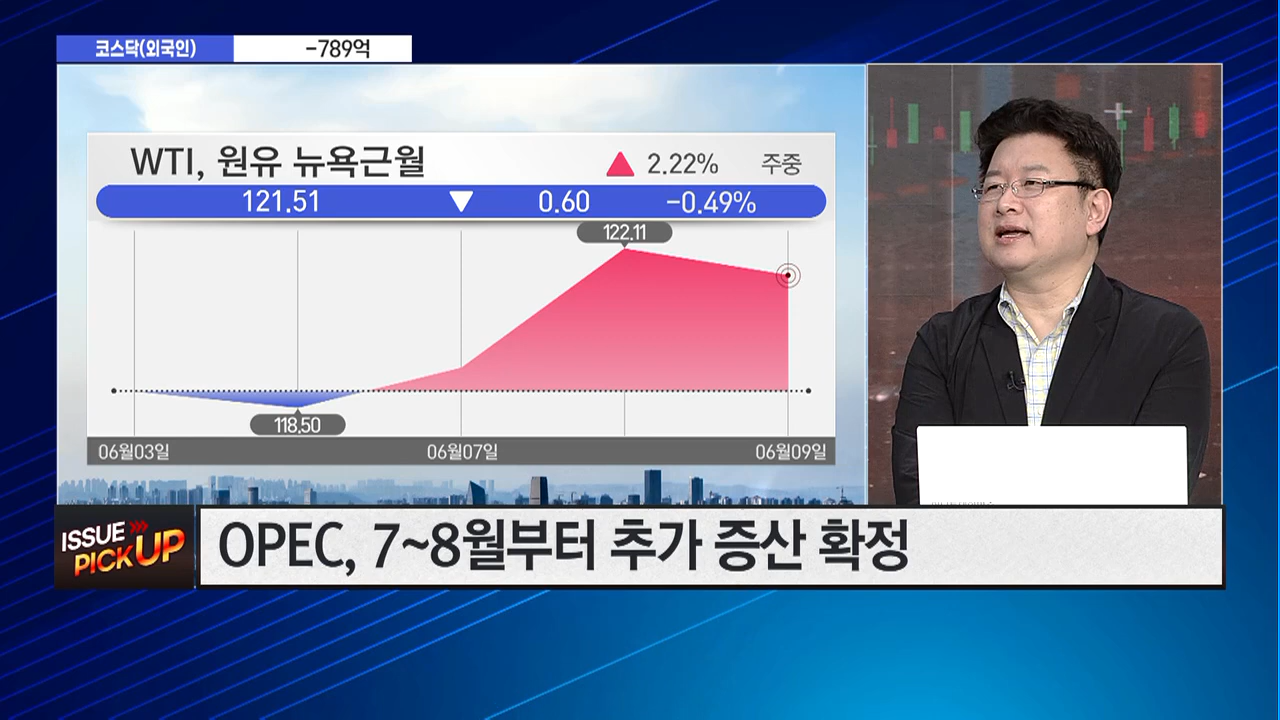 코스닥(외국인) -789억
WTI, 원유 뉴욕근월 ▲ 2.22% 주중
121.51 ▼ 0.60 -0.49%
122.11
118.50
06월03일 06월07일 06월09일
ISSUE
PICK UP
OPEC, 7~8월부터 추가 증산 확정